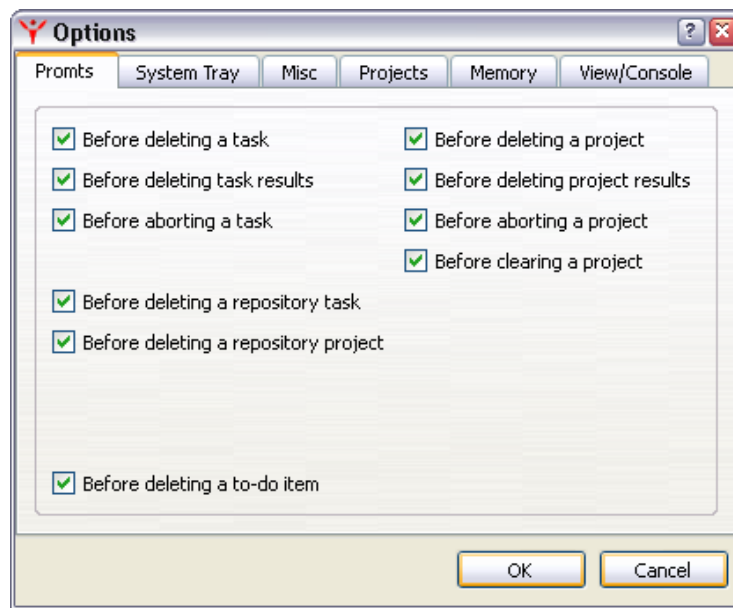 Options
Promts System Tray Misc Projects Memory View/Console
Before deleting a task Before deleting a project
Before deleting task results Before deleting project results
Before aborting a task Before aborting a project
Before clearing a project
Before deleting a repository task
Before deleting a repository project
Before deleting a to-do item
OK Cancel